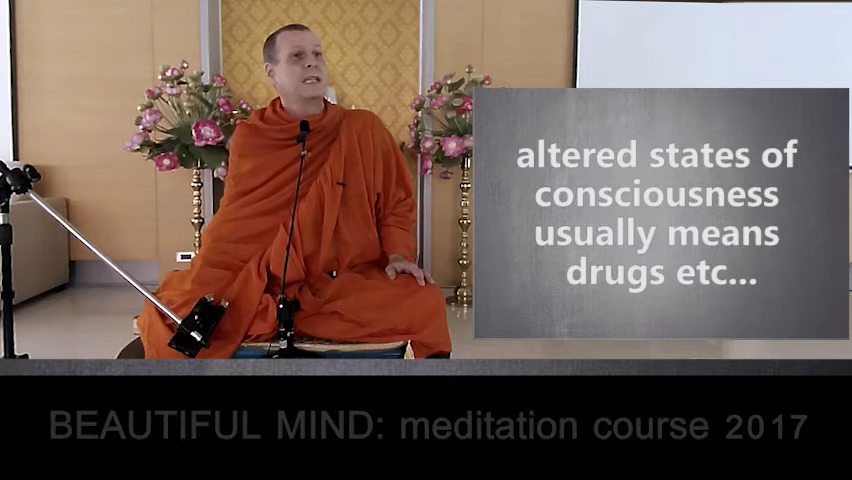 altered states of
consciousness
usually means
drugs etc...
BEAUTIFUL MIND: meditation course 2017